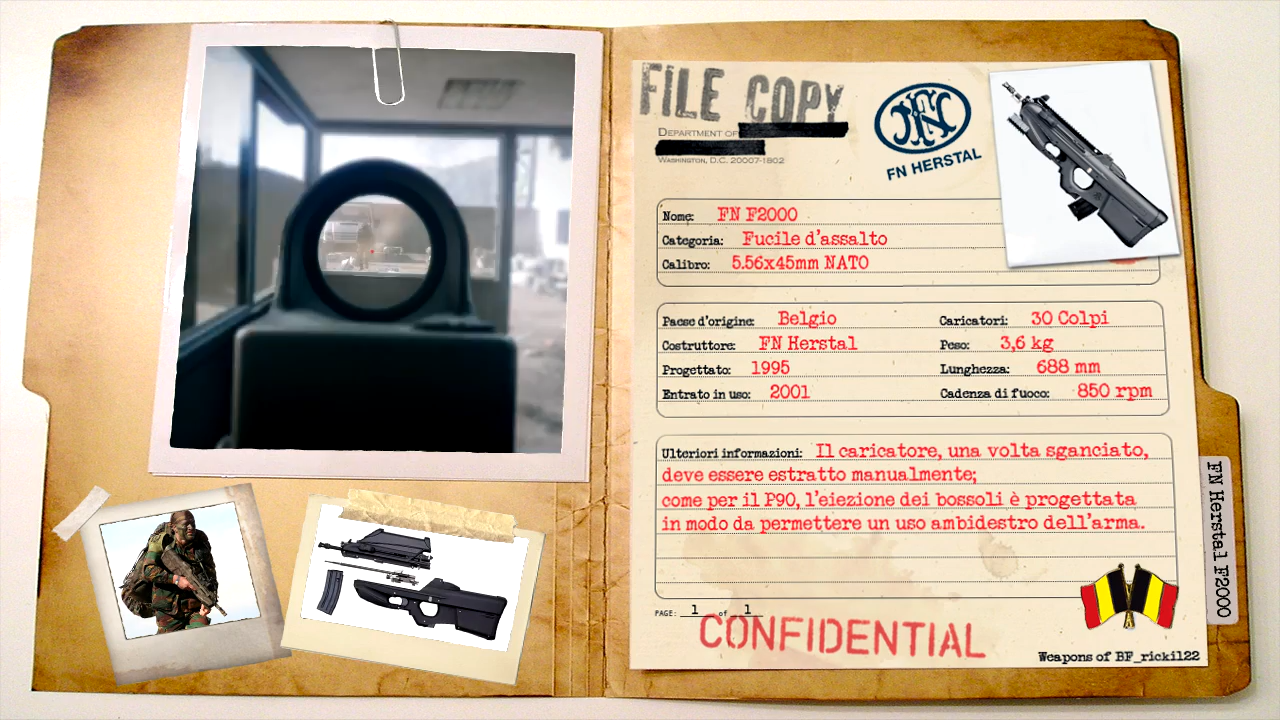 FILE COPY
DEPARTMENT OF
WASHINGTON, D.C. 20007-1802
FN HERSTAL
Nome: FN F2000
Categoria: Fucile d'assalto
Calibro: 5.56x45mm NATO
Paese d'origine: Belgio
Costruttore: FN Herstal
Progettato: 1995
Entrato in uso: 2001
Caricatori: 30 Colpi
Peso: 3,6 kg
Lunghezza: 688 mm
Cadenza di fuoco: 850 rpm
Ulteriori informazioni: Il caricatore, una volta sganciato,
deve essere estratto manualmente;
come per il P90, l'eiezione dei bossoli è progettata
in modo da permettere un uso ambidestro dell'arma.
PAGE: 1 of 1
CONFIDENTIAL
Weapons of BF_ricki122
FN Herstal F2000